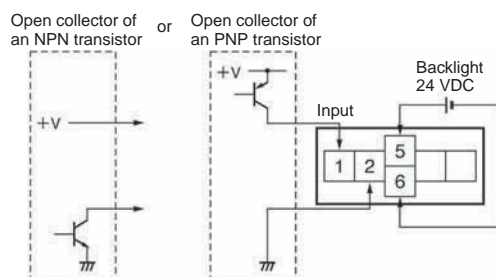 Open collector of
an NPN transistor
or
Open collector of
an PNP transistor
+V
+V
Backlight
24 VDC
Input
1 2 5
6